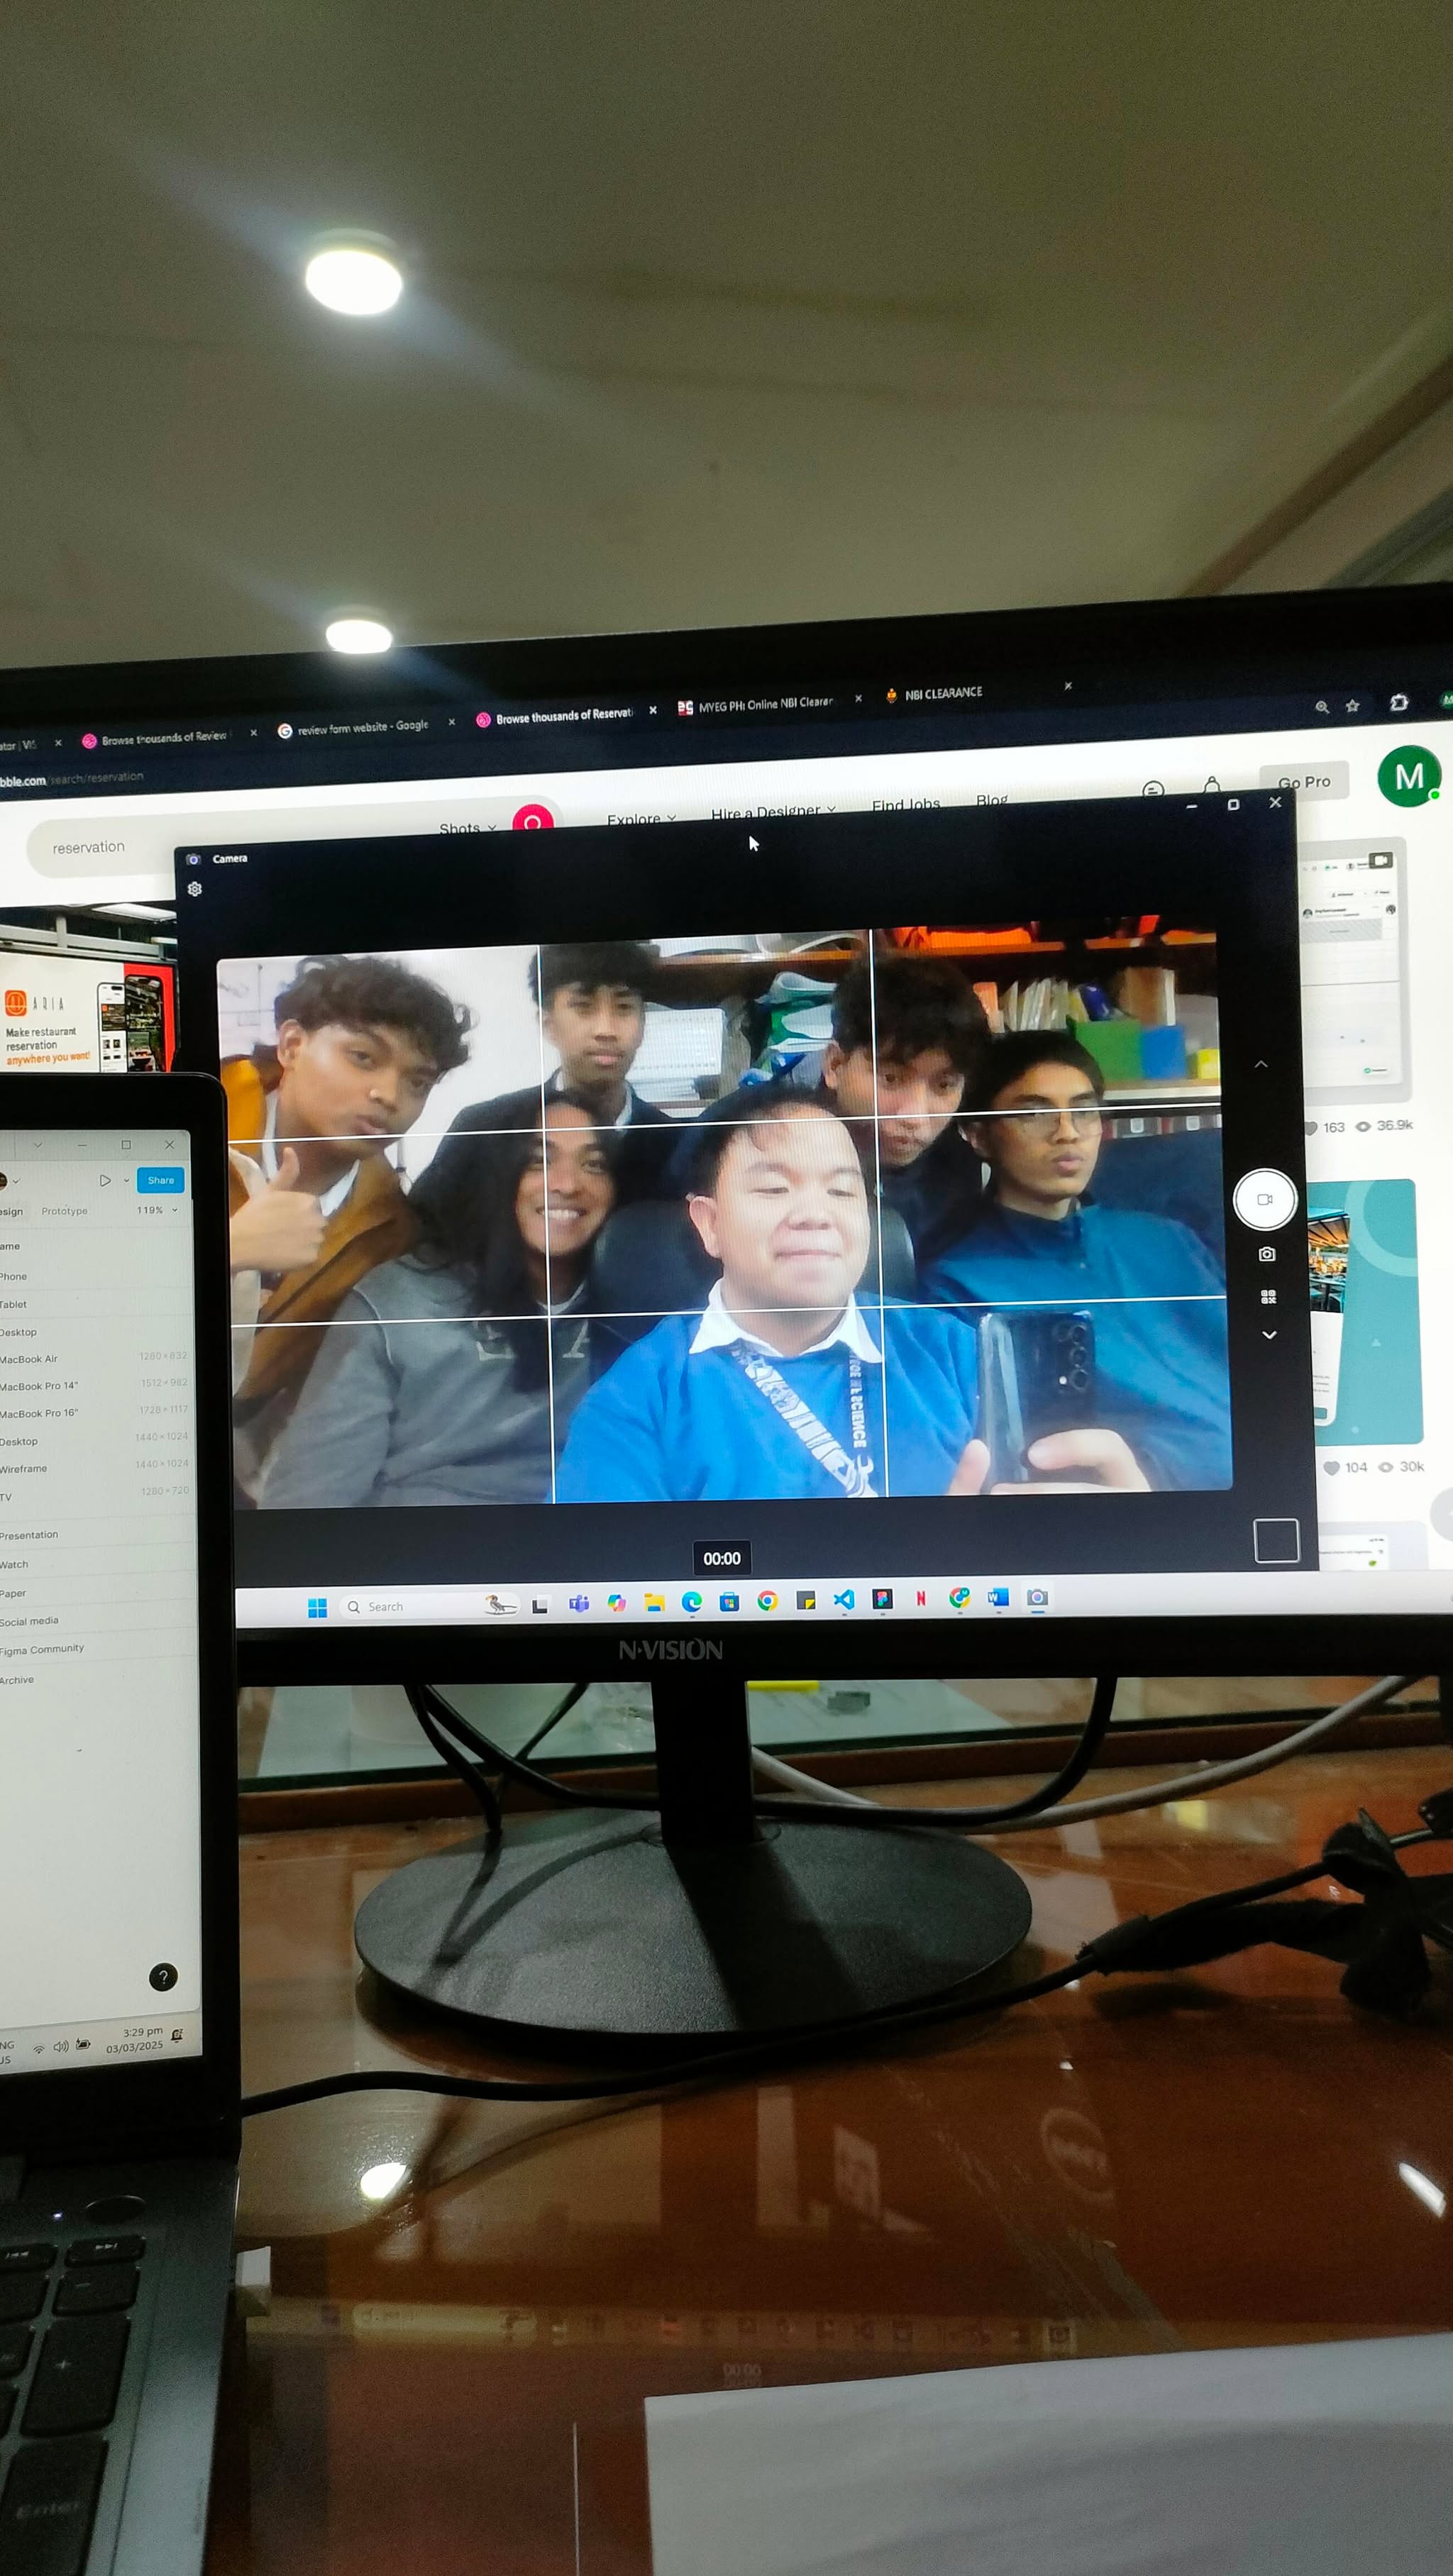 VIS
Browse thousands of Review
review form website - Google
Browse thousands of Reservati
MYEG PH: Online NBI Clearar
NBI CLEARANCE
bble.com/search/reservation
reservation
Shots
Explore
Hire a Designer
Find Jobs
Blog
Go Pro
M
Camera
ARIA
Make restaurant
reservation
anywhere you want!
163
36.9k
104
30k
SCIENCE
00:00
Search
N·VISION
Share
esign
Prototype
119%
ame
Phone
Tablet
Desktop
MacBook Air
1280×832
MacBook Pro 14"
1512×982
MacBook Pro 16"
1728×1117
Desktop
1440×1024
Wireframe
1440×1024
TV
1280×720
Presentation
Watch
Paper
Social media
Figma Community
Archive
?
NG
US
3:29 pm
03/03/2025
Enter